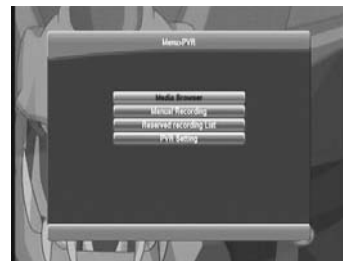 Menu>PVR
Media Browser
Manual Recording
Reserved recording List
PVR Setting